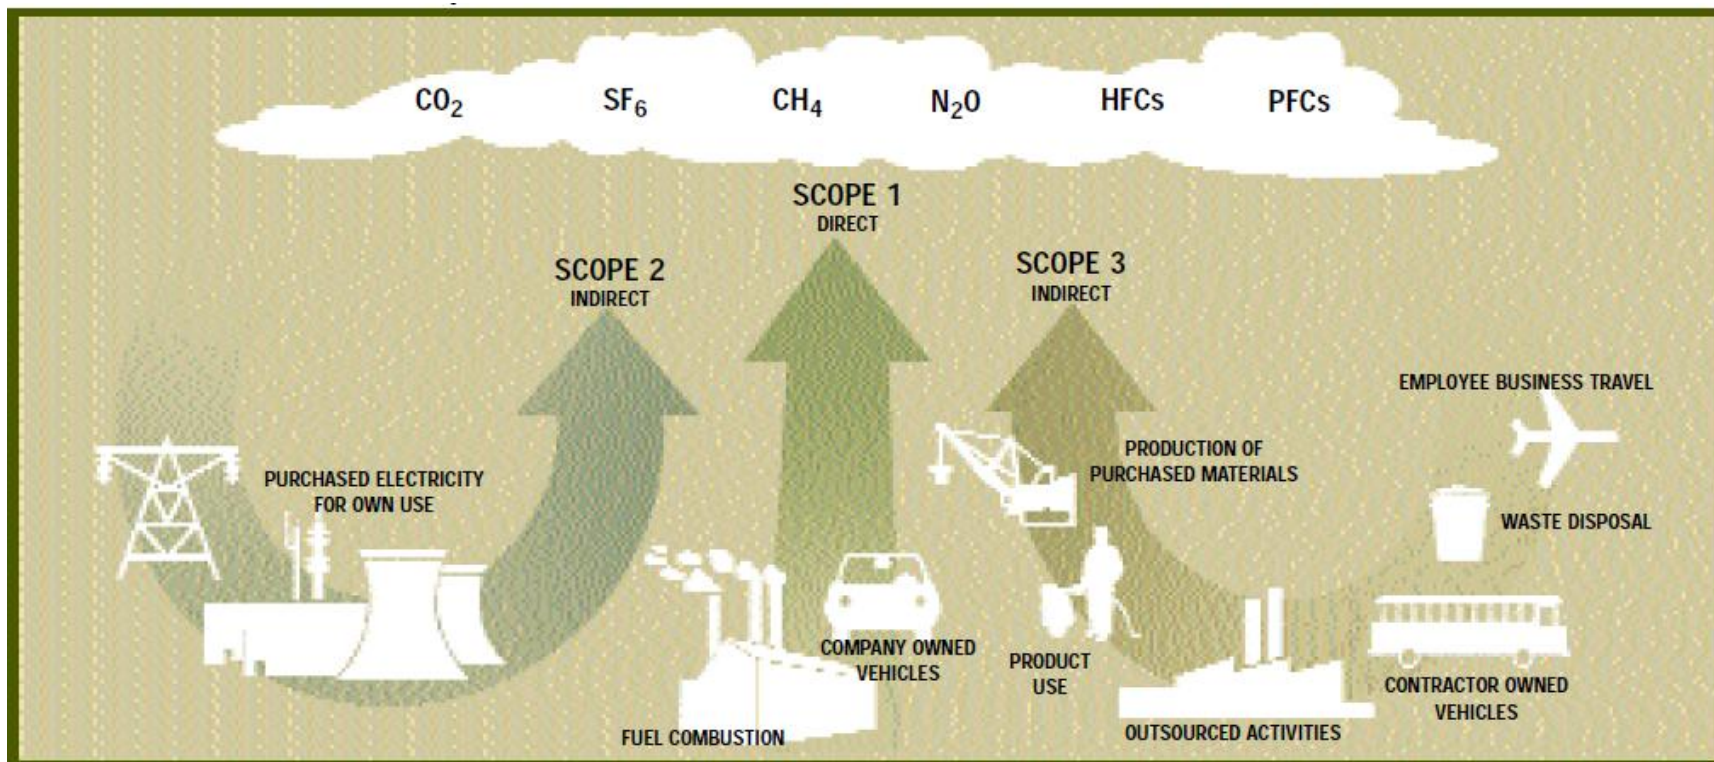 CO2
SF6
CH4
N2O
HFCs
PFCs
SCOPE 1
DIRECT
SCOPE 2
INDIRECT
SCOPE 3
INDIRECT
EMPLOYEE BUSINESS TRAVEL
PURCHASED ELECTRICITY
FOR OWN USE
PRODUCTION OF
PURCHASED MATERIALS
WASTE DISPOSAL
COMPANY OWNED
VEHICLES
PRODUCT
USE
CONTRACTOR OWNED
VEHICLES
FUEL COMBUSTION
OUTSOURCED ACTIVITIES